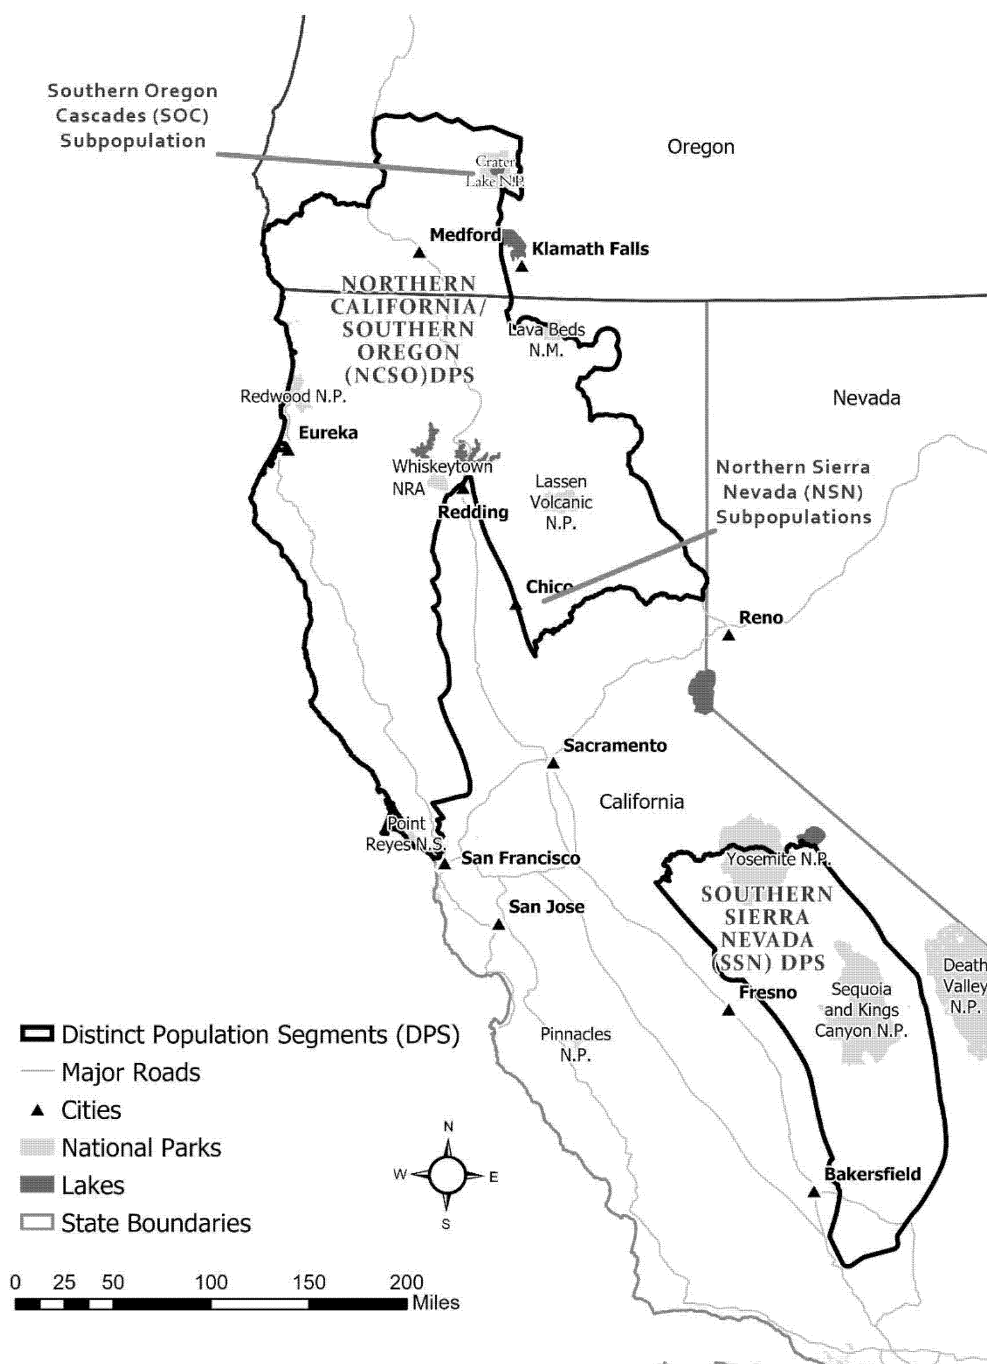 Southern Oregon
Cascades (SOC)
Subpopulation
Oregon
Crater
Lake N.P.
Medford
Klamath Falls
NORTHERN
CALIFORNIA/
SOUTHERN
OREGON
(NCSO)DPS
Lava Beds
N.M.
Redwood N.P.
Nevada
Eureka
Whiskeytown
NRA
Redding
Lassen
Volcanic
N.P.
Northern Sierra
Nevada (NSN)
Subpopulations
Chico
Reno
Sacramento
California
Point
Reyes N.S.
San Francisco
Yosemite N.P.
SOUTHERN
SIERRA
NEVADA
(SSN) DPS
San Jose
Fresno
Sequoia
and Kings
Canyon N.P.
Death
Valley
N.P.
Pinnacles
N.P.
Bakersfield
Distinct Population Segments (DPS)
Major Roads
Cities
National Parks
Lakes
State Boundaries
N
W E
S
0 25 50 100 150 200
Miles